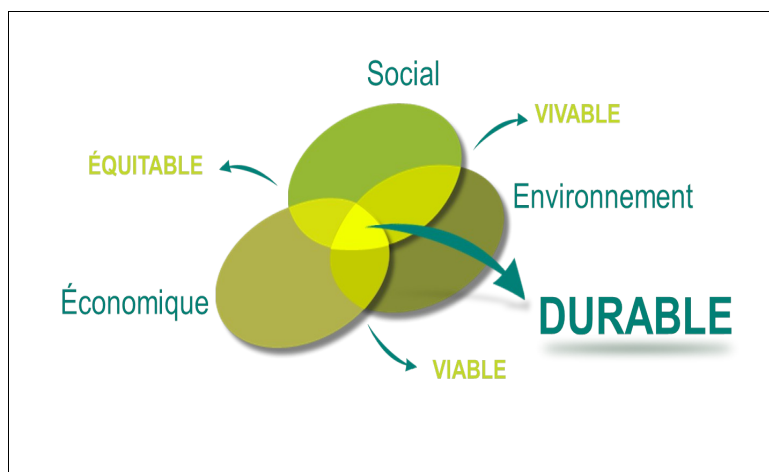 Social
VIVABLE
ÉQUITABLE
Environnement
Économique
DURABLE
VIABLE